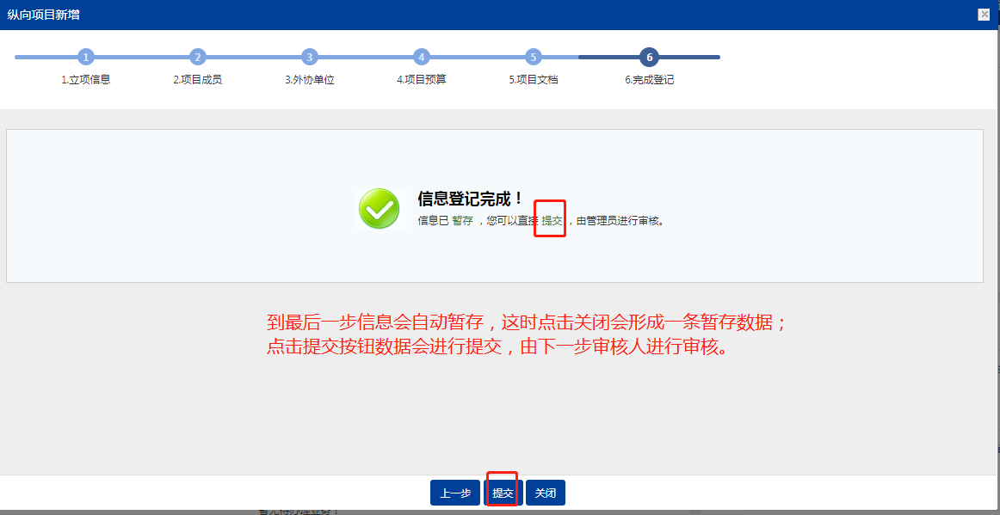 纵向项目新增
1 2 3 4 5 6
1.立项信息 2.项目成员 3.外协单位 4.项目预算 5.项目文档 6.完成登记
信息登记完成！
信息已 暂存 ，您可以直接 提交 ，由管理员进行审核。
到最后一步信息会自动暂存，这时点击关闭会形成一条暂存数据；
点击提交按钮数据会进行提交，由下一步审核人进行审核。
上一步 提交 关闭